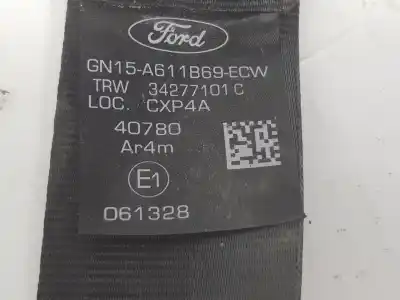 Ford
GN15-A611B69-ECW
TRW 34277101 C
LOC. CXP4A
40780
Ar4m
E1
061328